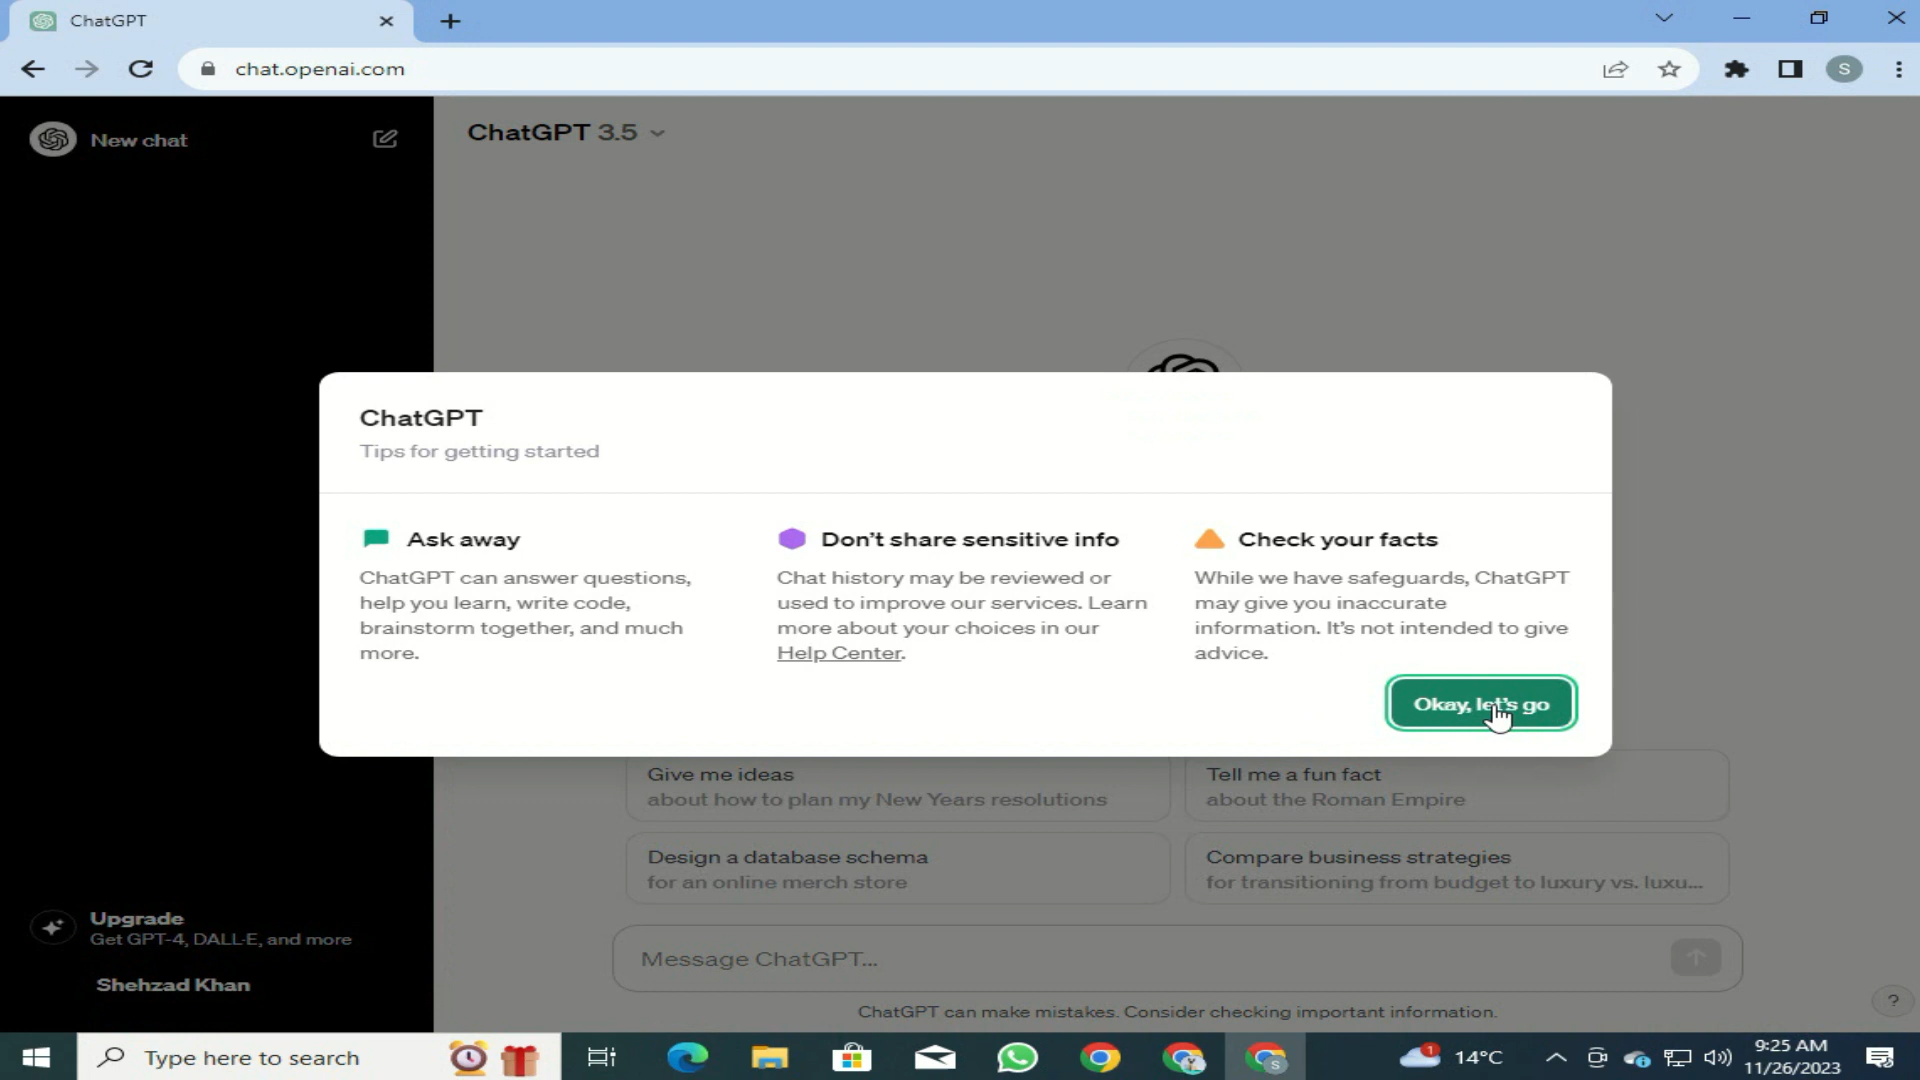 ChatGPT
chat.openai.com
S
New chat
ChatGPT 3.5
ChatGPT
Tips for getting started
Ask away
ChatGPT can answer questions,
help you learn, write code,
brainstorm together, and much
more.
Don't share sensitive info
Chat history may be reviewed or
used to improve our services. Learn
more about your choices in our
Help Center.
Check your facts
While we have safeguards, ChatGPT
may give you inaccurate
information. It's not intended to give
advice.
Okay, let's go
Give me ideas
about how to plan my New Years resolutions
Tell me a fun fact
about the Roman Empire
Design a database schema
for an online merch store
Compare business strategies
for transitioning from budget to luxury vs. luxu...
Upgrade
Get GPT-4, DALL·E, and more
Shehzad Khan
Message ChatGPT...
ChatGPT can make mistakes. Consider checking important information.
?
Type here to search
Y
S
1
14°C
9:25 AM
11/26/2023